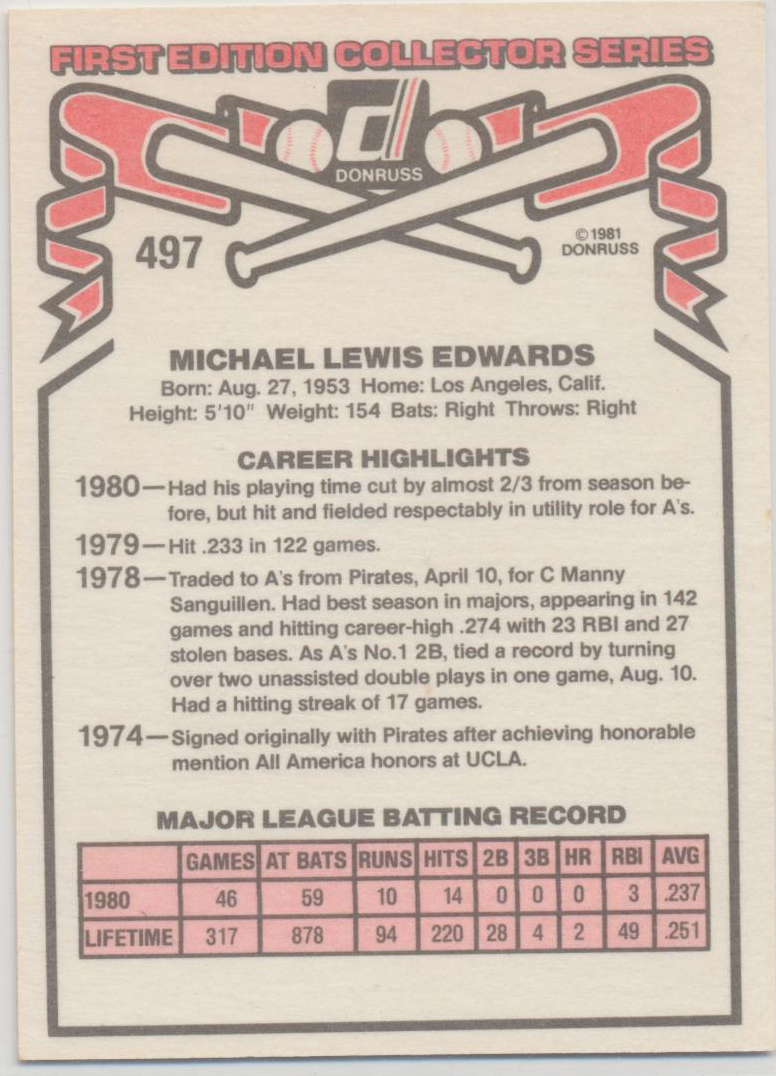 FIRST EDITION COLLECTOR SERIES
d
DONRUSS
497
©1981
DONRUSS
MICHAEL LEWIS EDWARDS
Born: Aug. 27, 1953 Home: Los Angeles, Calif.
Height: 5'10" Weight: 154 Bats: Right Throws: Right
CAREER HIGHLIGHTS
1980—Had his playing time cut by almost 2/3 from season be-
fore, but hit and fielded respectably in utility role for A's.
1979—Hit .233 in 122 games.
1978—Traded to A's from Pirates, April 10, for C Manny
Sanguillen. Had best season in majors, appearing in 142
games and hitting career-high .274 with 23 RBI and 27
stolen bases. As A's No.1 2B, tied a record by turning
over two unassisted double plays in one game, Aug. 10.
Had a hitting streak of 17 games.
1974—Signed originally with Pirates after achieving honorable
mention All America honors at UCLA.
MAJOR LEAGUE BATTING RECORD
GAMES AT BATS RUNS HITS 2B 3B HR RBI AVG
1980 46 59 10 14 0 0 0 3 .237
LIFETIME 317 878 94 220 28 4 2 49 .251